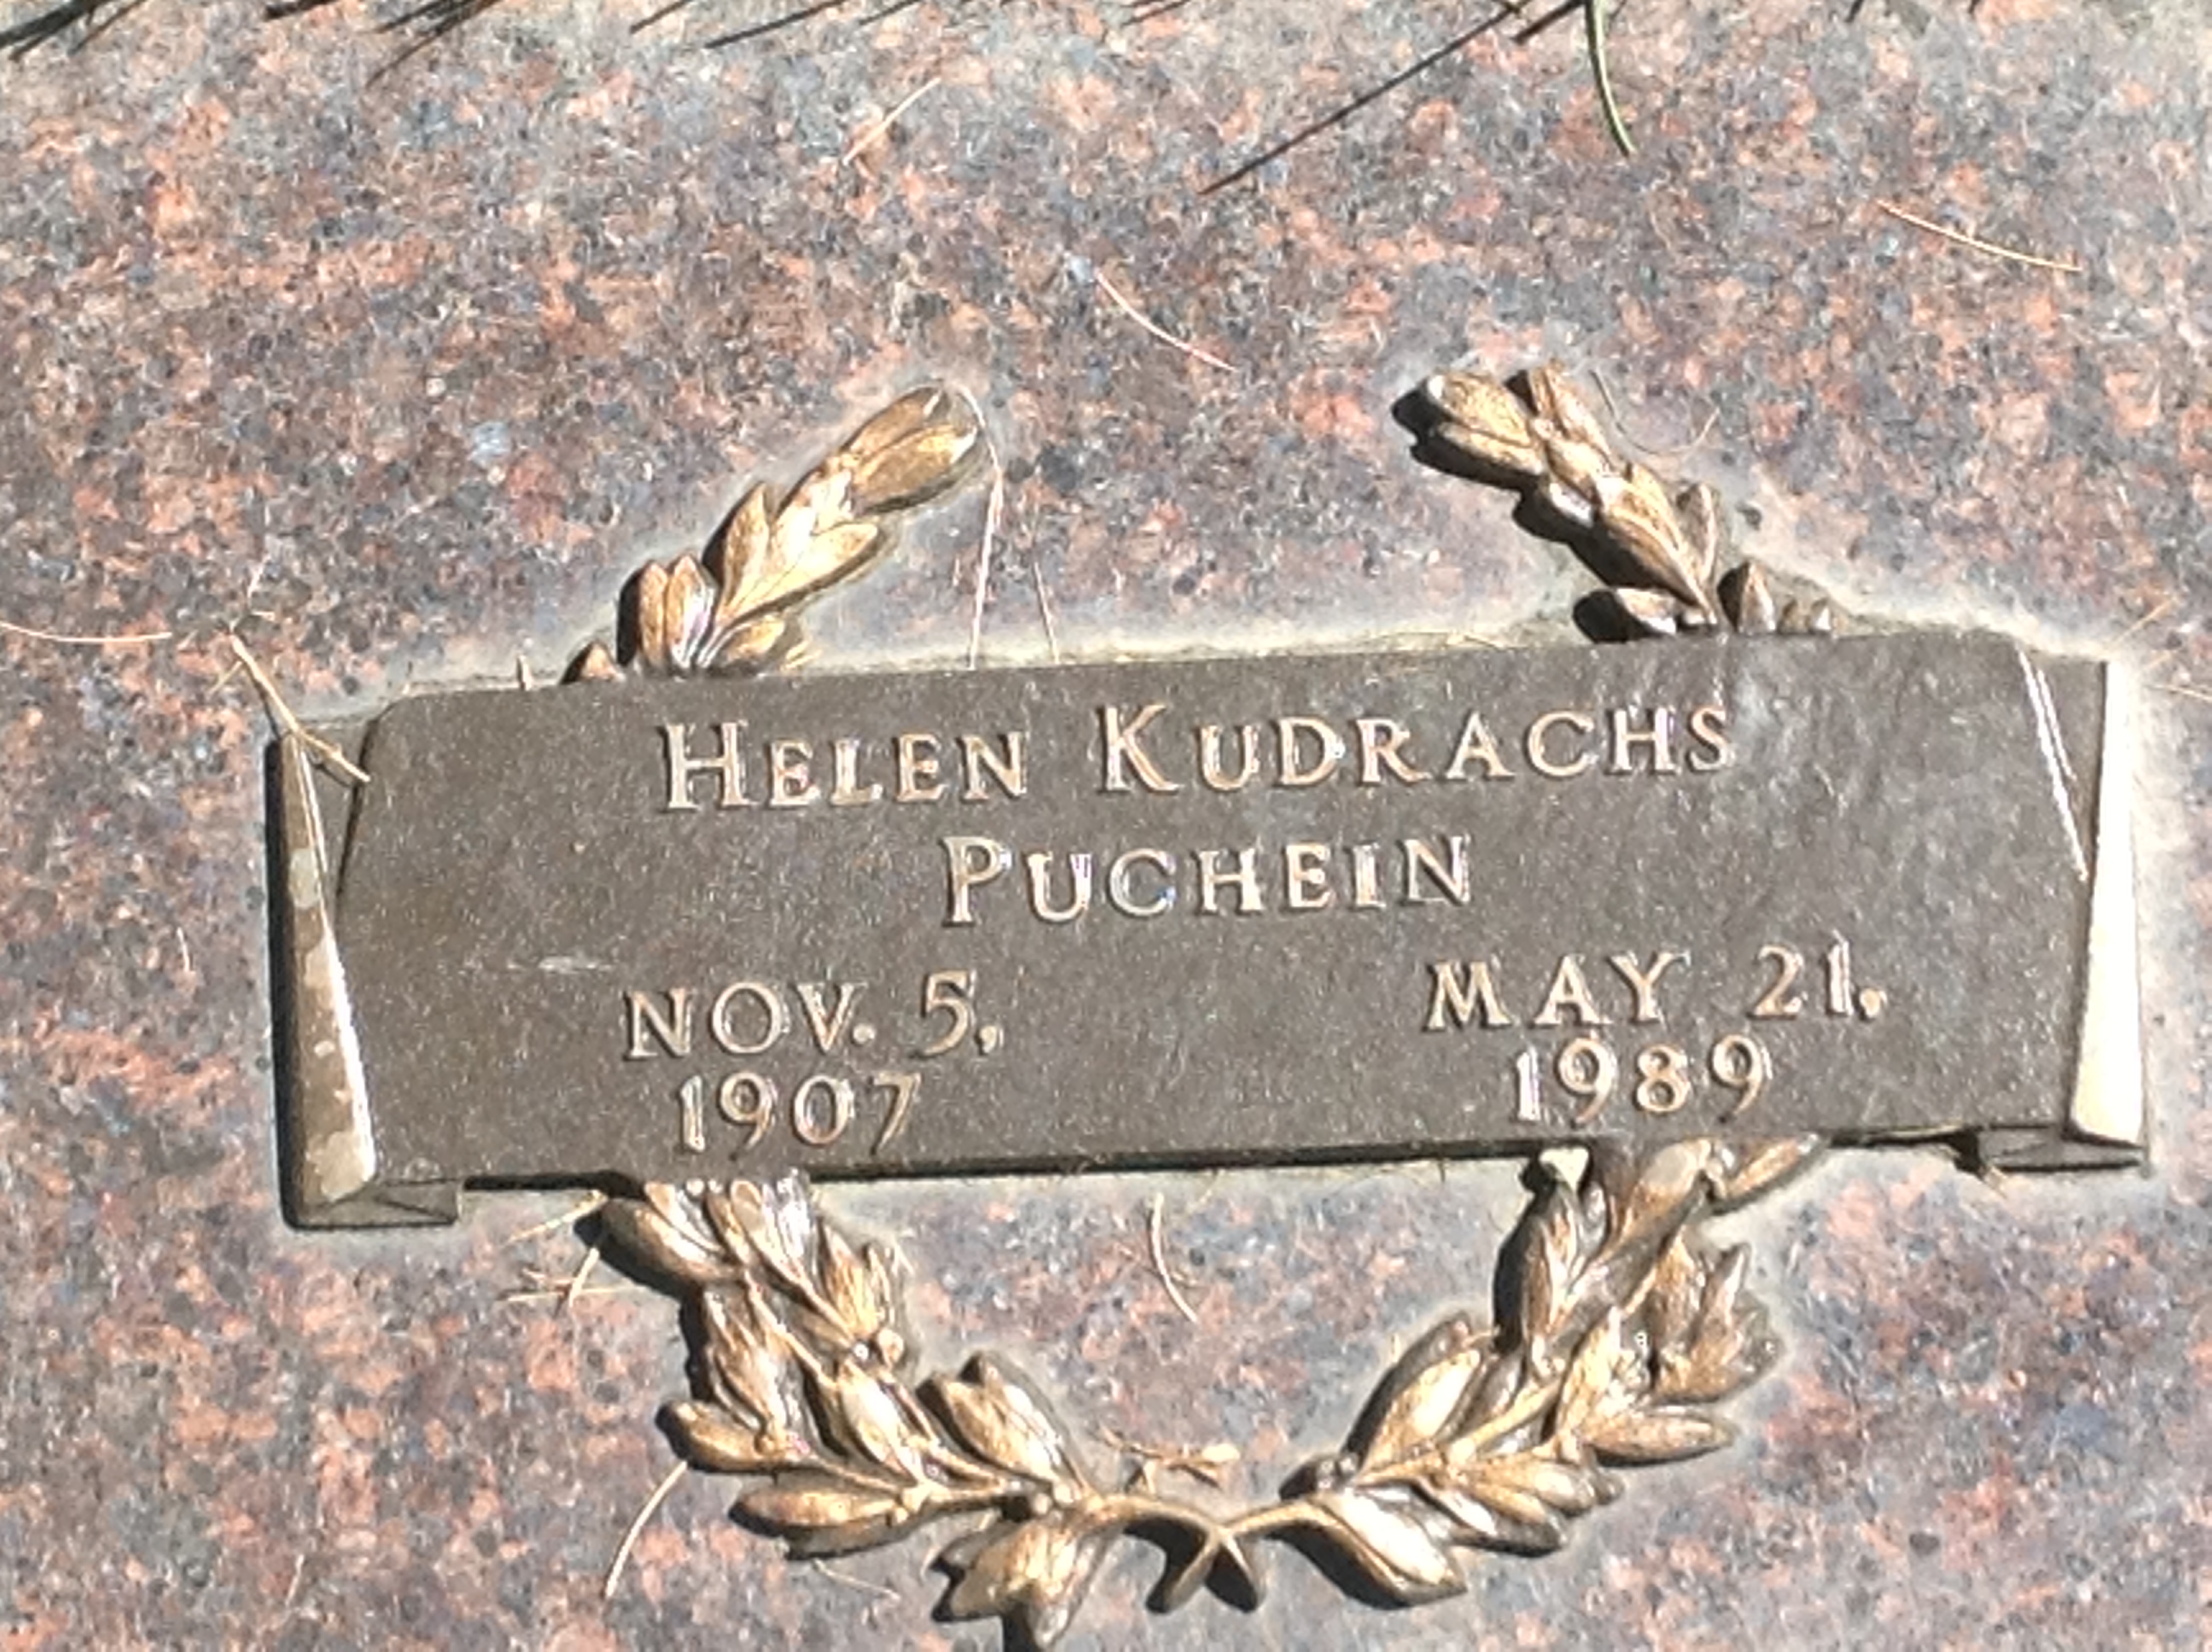 HELEN KUDRACHS
PUCHEIN
NOV. 5, MAY 21,
1907 1989